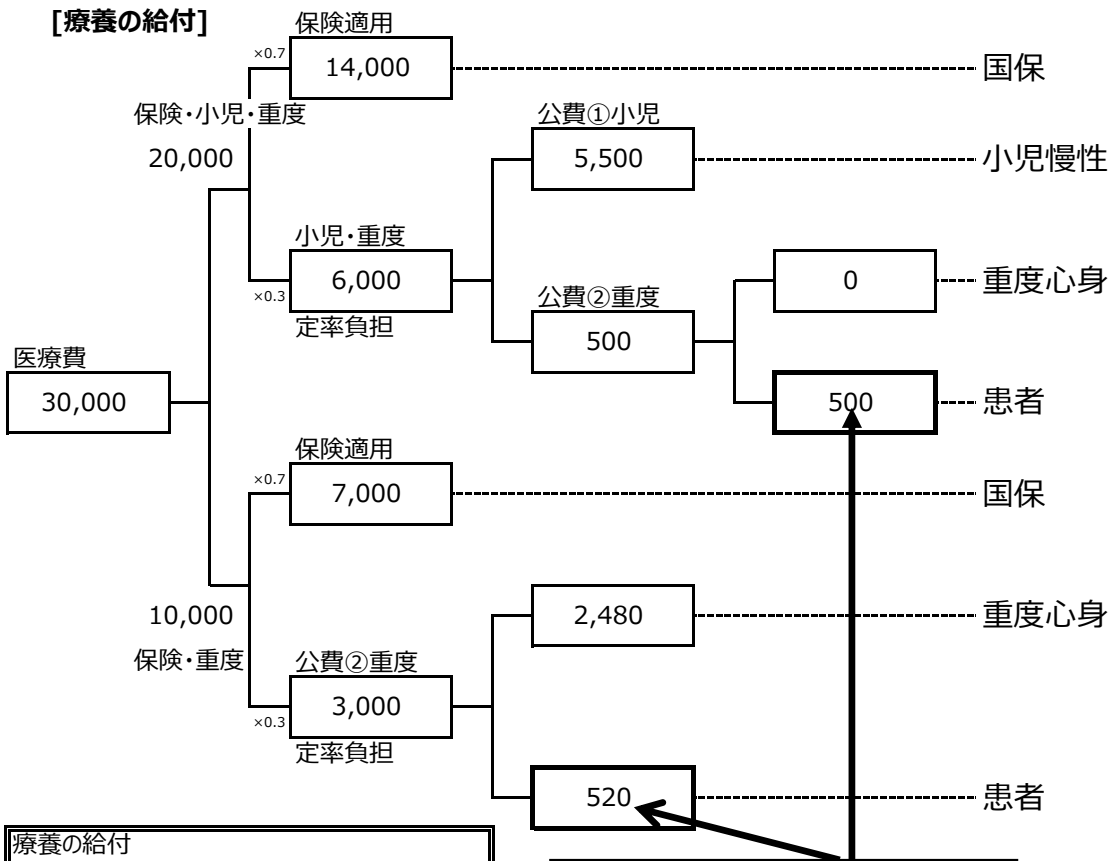 [療養の給付]
保険適用
×0.7
14,000
国保
保険・小児・重度
20,000
公費①小児
5,500
小児慢性
小児・重度
×0.3
6,000
定率負担
0
重度心身
公費②重度
500
医療費
30,000
500
患者
保険適用
×0.7
7,000
国保
10,000
保険・重度
2,480
重度心身
公費②重度
×0.3
3,000
定率負担
520
患者
療養の給付